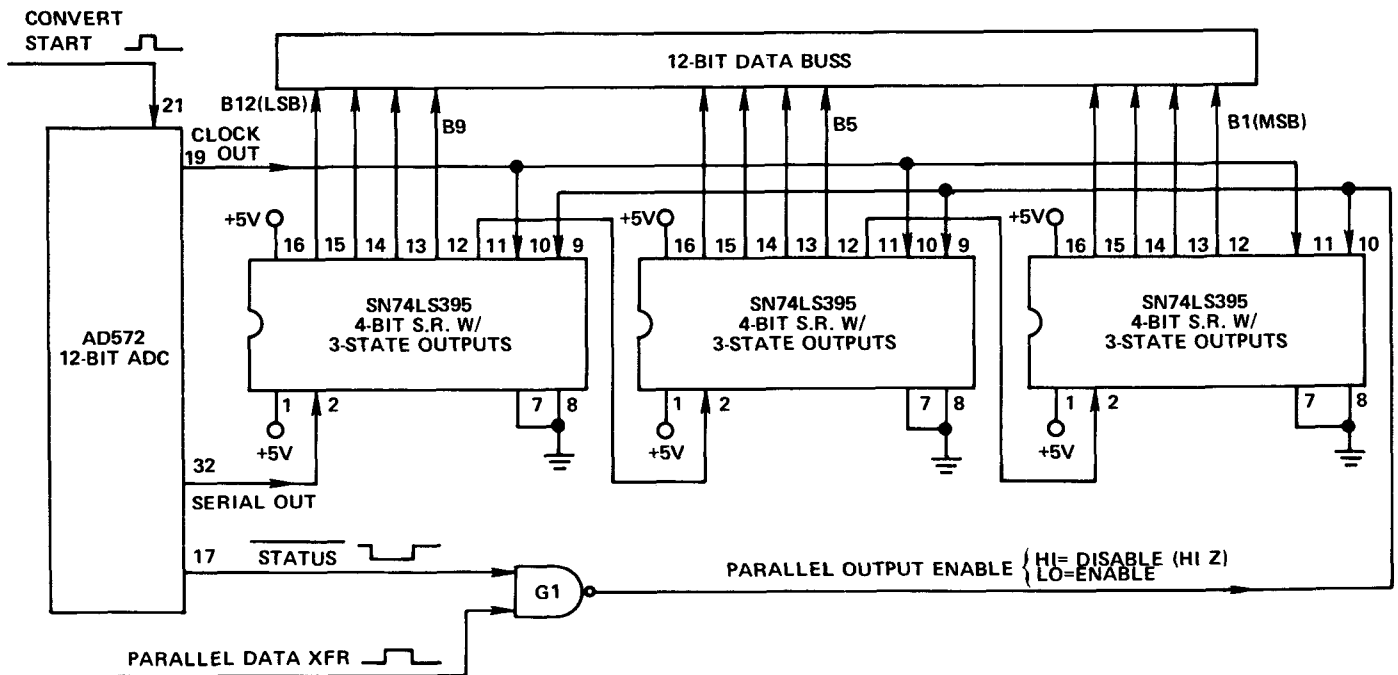 CONVERT
START
12-BIT DATA BUSS
21
B12(LSB)
B9
B5
B1(MSB)
CLOCK
OUT
19
+5V
16 15 14 13 12 11 10 9
+5V
16 15 14 13 12 11 10 9
+5V
16 15 14 13 12 11 10
AD572
12-BIT ADC
SN74LS395
4-BIT S.R. W/
3-STATE OUTPUTS
SN74LS395
4-BIT S.R. W/
3-STATE OUTPUTS
SN74LS395
4-BIT S.R. W/
3-STATE OUTPUTS
1 2 7 8
+5V
1 2 7 8
+5V
1 2 7 8
+5V
32
SERIAL OUT
17
STATUS
G1
PARALLEL OUTPUT ENABLE { HI= DISABLE (HI Z)
LO=ENABLE
PARALLEL DATA XFR